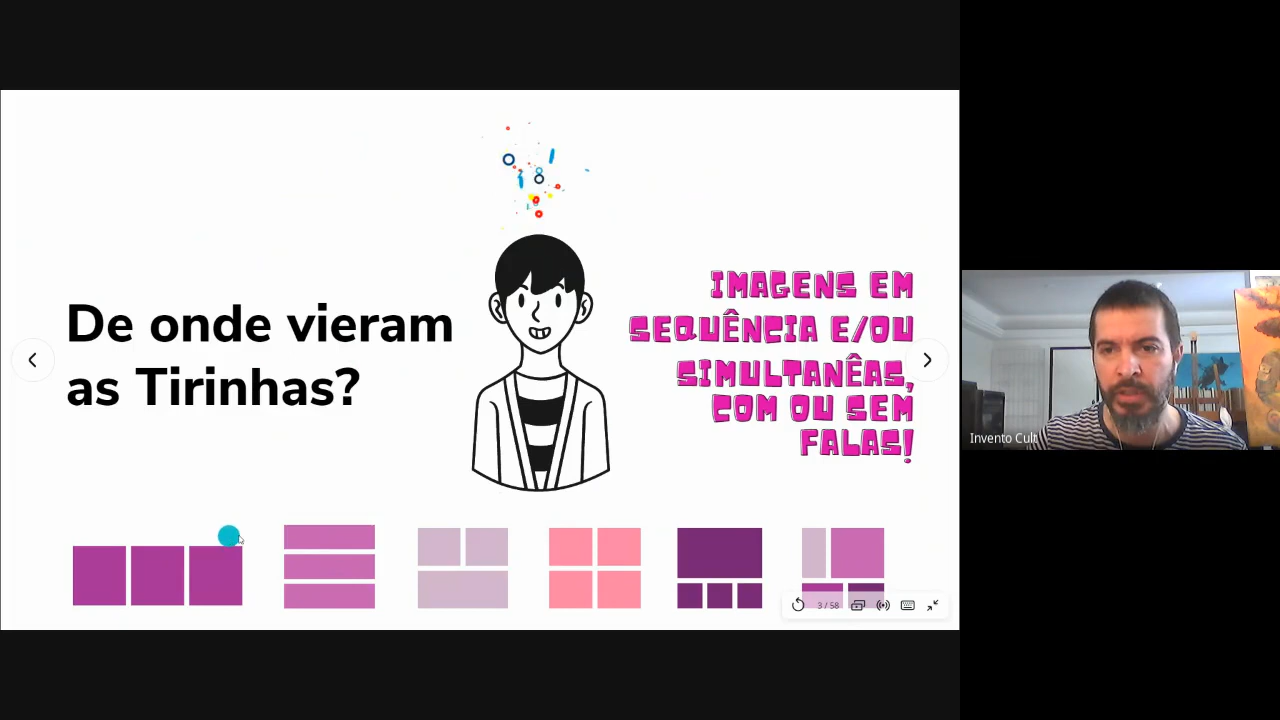 De onde vieram
as Tirinhas?
IMAGENS EM
SEQUÊNCIA E/OU
SIMULTANÊAS,
COM OU SEM
FALAS!
3 / 58
Invento Cult